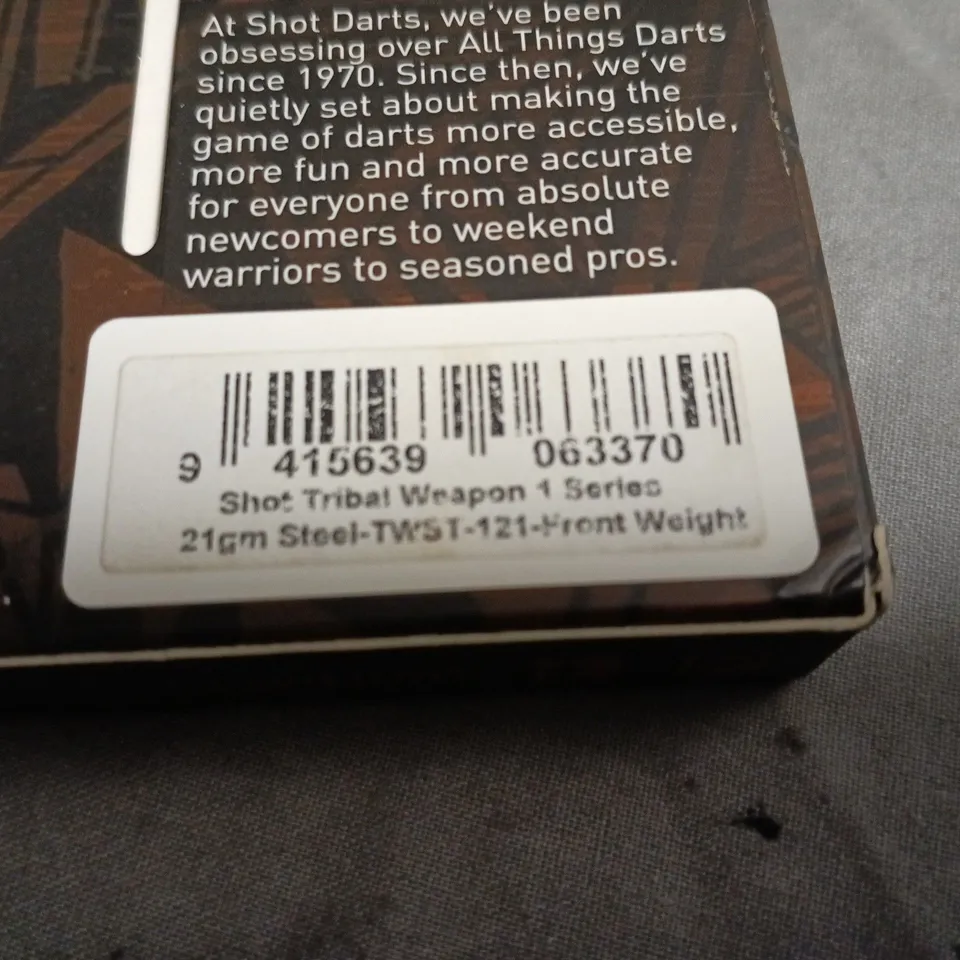 At Shot Darts, we've been
obsessing over All Things Darts
since 1970. Since then, we've
quietly set about making the
game of darts more accessible,
more fun and more accurate
for everyone from absolute
newcomers to weekend
warriors to seasoned pros.
9 415639 063370
Shot Tribal Weapon 1 Series
21gm Steel-TWST-121-Front Weight